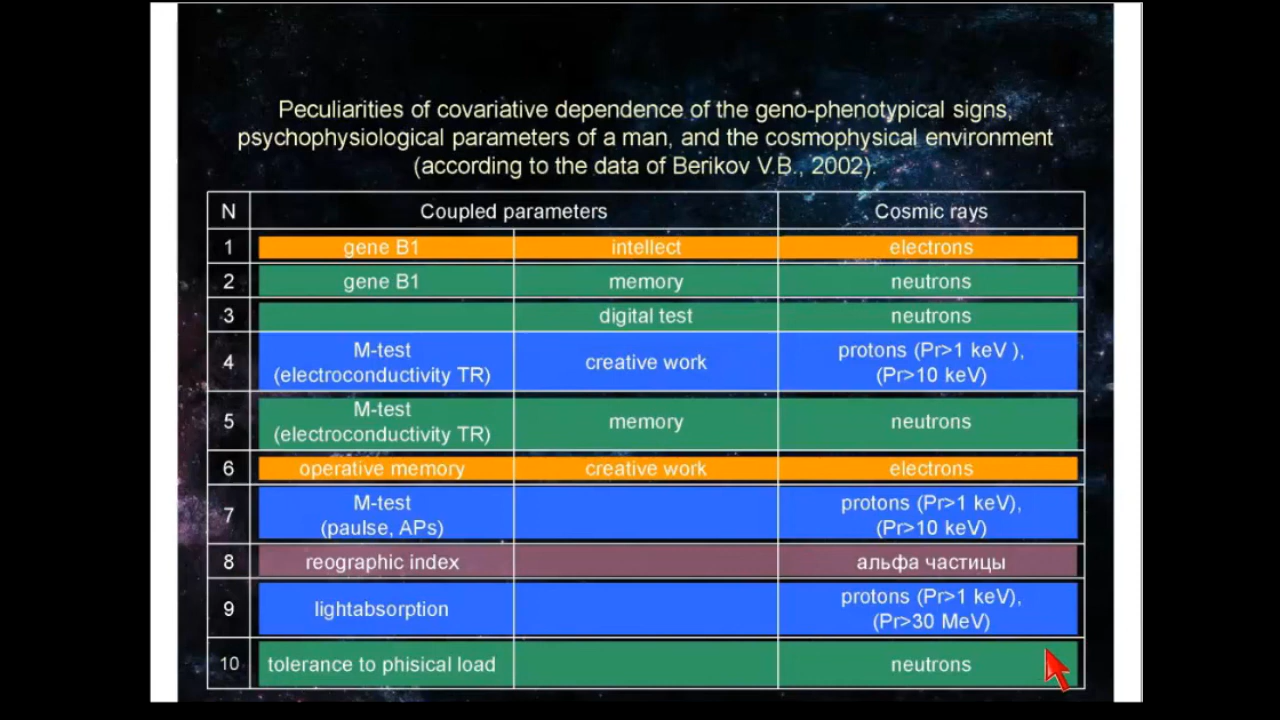 Peculiarities of covariative dependence of the geno-phenotypical signs,
psychophysiological parameters of a man, and the cosmophysical environment
(according to the data of Berikov V.B., 2002).
N Coupled parameters Cosmic rays
1 gene B1 intellect electrons
2 gene B1 memory neutrons
3 digital test neutrons
4 M-test (electroconductivity TR) creative work protons (Pr>1 keV ), (Pr>10 keV)
5 M-test (electroconductivity TR) memory neutrons
6 operative memory creative work electrons
7 M-test (paulse, APs) protons (Pr>1 keV), (Pr>10 keV)
8 reographic index альфа частицы
9 lightabsorption protons (Pr>1 keV), (Pr>30 MeV)
10 tolerance to phisical load neutrons